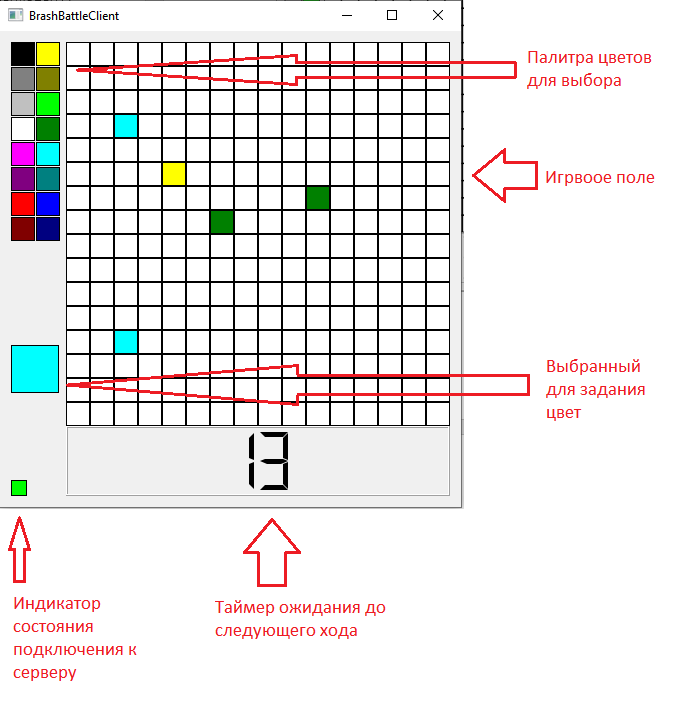 BrashBattleClient
Палитра цветов
для выбора
Игрвоое поле
Выбранный
для задания
цвет
13
Индикатор
состояния
подключения к
серверу
Таймер ожидания до
следующего хода